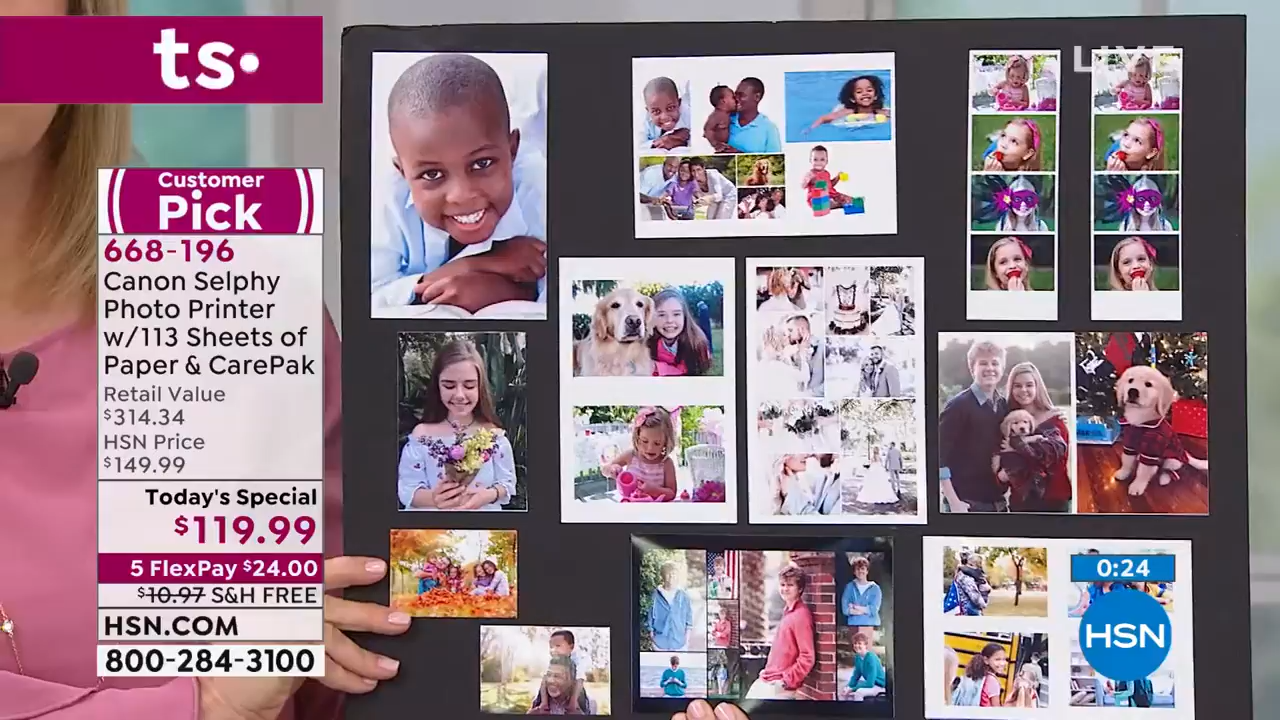 ts.
LIVE
Customer
Pick
668-196
Canon Selphy
Photo Printer
w/113 Sheets of
Paper & CarePak
Retail Value
$314.34
HSN Price
$149.99
Today's Special
$119.99
5 FlexPay $24.00
$10.97 S&H FREE
HSN.COM
800-284-3100
0:24
HSN